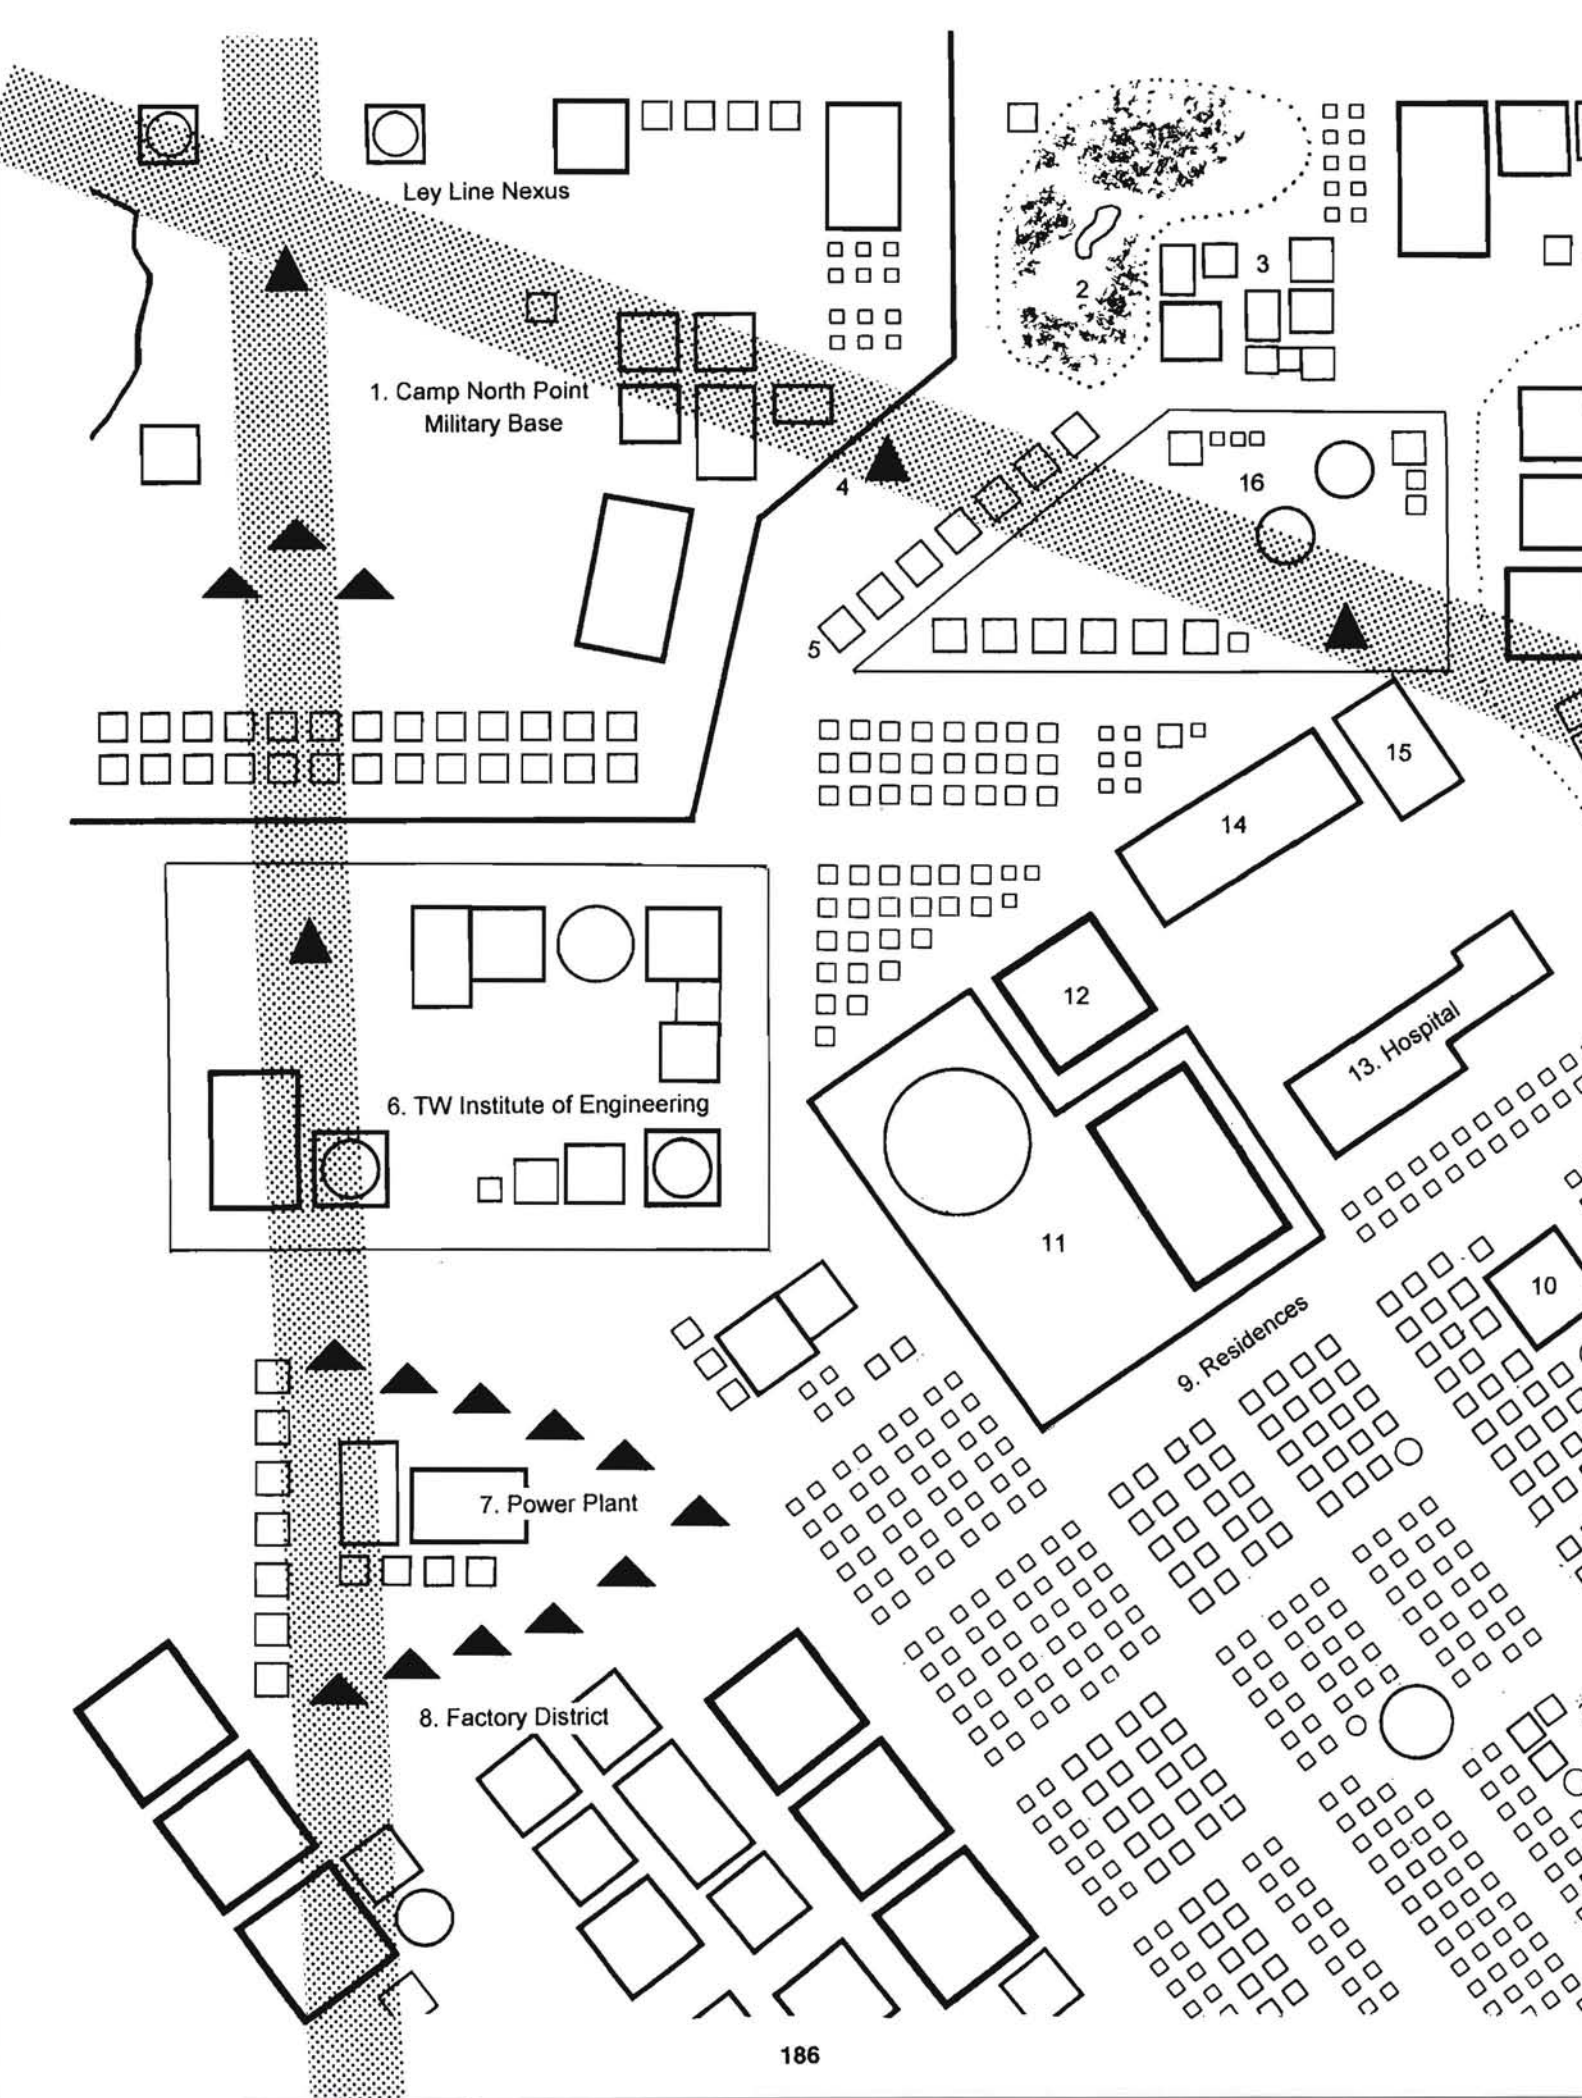 Ley Line Nexus
3
2
1. Camp North Point
Military Base
4
16
5
15
14
12
13. Hospital
6. TW Institute of Engineering
11
10
9. Residences
7. Power Plant
8. Factory District
186